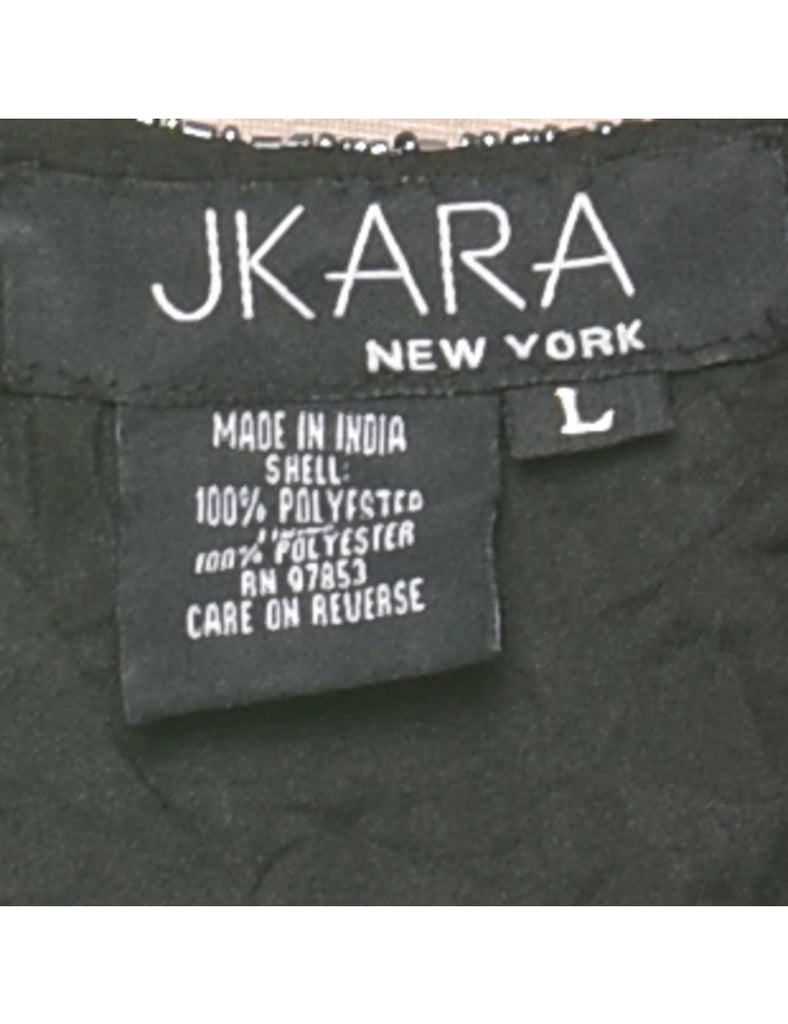 JKARA
NEW YORK
L
MADE IN INDIA
SHELL:
100% POLYESTER
100% POLYESTER
RN 97853
CARE ON REVERSE